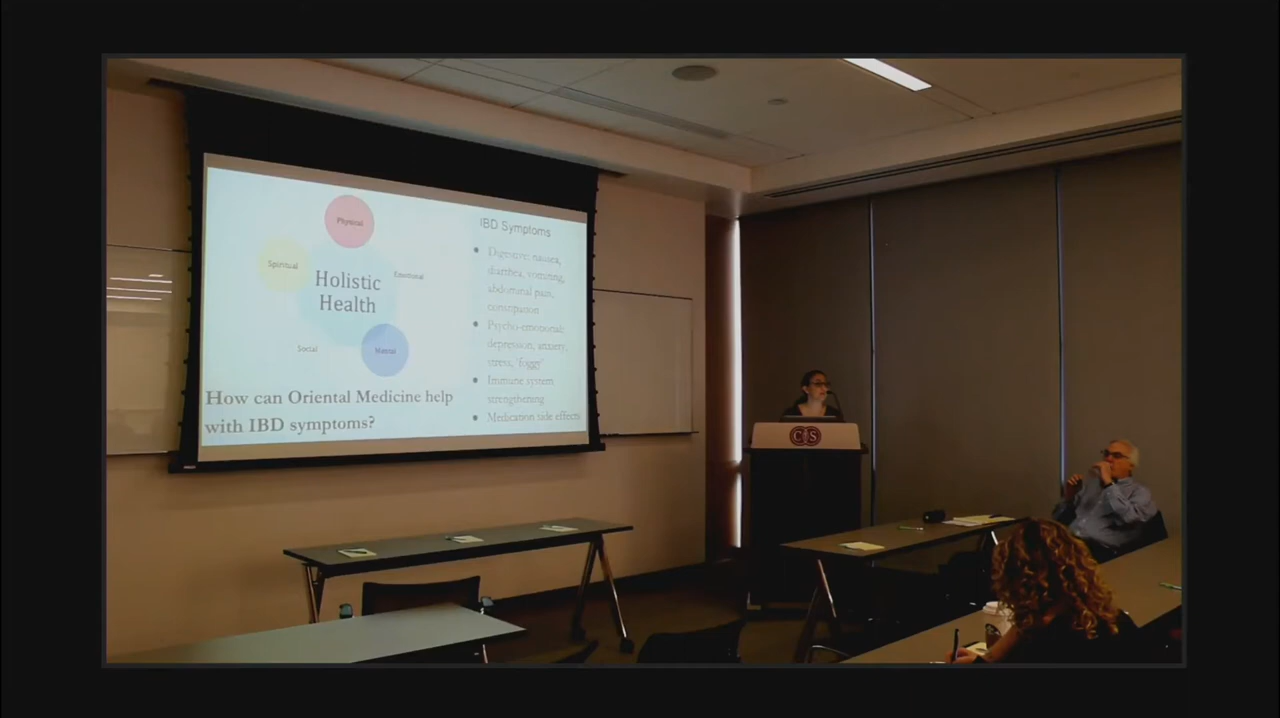 Physical
Spiritual
Emotional
Holistic
Health
Social
Mental
How can Oriental Medicine help
with IBD symptoms?
IBD Symptoms
• Digestive: nausea,
diarrhea, vomiting,
abdominal pain,
constipation
• Psycho-emotional:
depression, anxiety,
stress, 'foggy'
• Immune system
strengthening
• Medication side effects